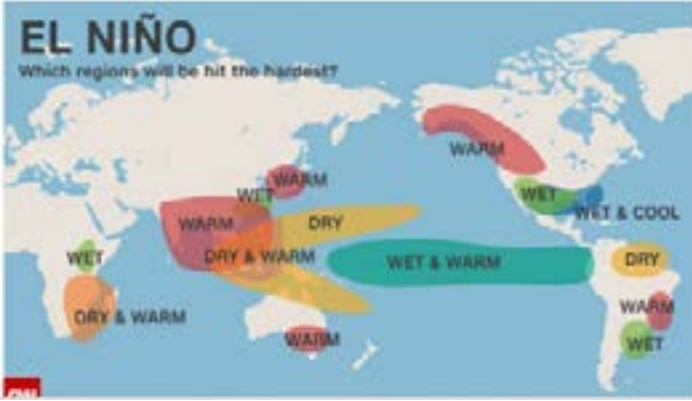 EL NIÑO
Which regions will be hit the hardest?
WARM
WARM
WET
WET
WET & COOL
WARM
DRY
WET
DRY & WARM
WET & WARM
DRY
DRY & WARM
WARM
WARM
WET